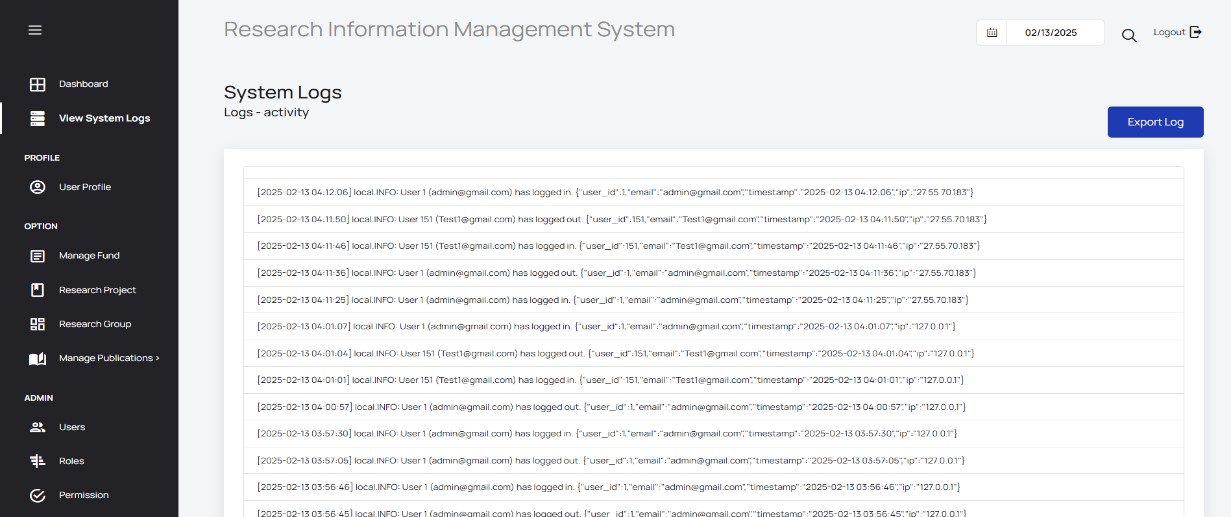 Research Information Management System
02/13/2025
Logout
Dashboard
View System Logs
PROFILE
User Profile
OPTION
Manage Fund
Research Project
Research Group
Manage Publications >
ADMIN
Users
Roles
Permission
System Logs
Logs - activity
Export Log
[2025-02-13 04:12:06] local.INFO: User 1 (admin@gmail.com) has logged in. {"user_id":1,"email":"admin@gmail.com","timestamp":"2025-02-13 04:12:06","ip":"27.55.70.183"}
[2025-02-13 04:11:50] local.INFO: User 151 (Test1@gmail.com) has logged out. {"user_id":151,"email":"Test1@gmail.com","timestamp":"2025-02-13 04:11:50","ip":"27.55.70.183"}
[2025-02-13 04:11:46] local.INFO: User 151 (Test1@gmail.com) has logged in. {"user_id":151,"email":"Test1@gmail.com","timestamp":"2025-02-13 04:11:46","ip":"27.55.70.183"}
[2025-02-13 04:11:36] local.INFO: User 1 (admin@gmail.com) has logged out. {"user_id":1,"email":"admin@gmail.com","timestamp":"2025-02-13 04:11:36","ip":"27.55.70.183"}
[2025-02-13 04:11:25] local.INFO: User 1 (admin@gmail.com) has logged in. {"user_id":1,"email":"admin@gmail.com","timestamp":"2025-02-13 04:11:25","ip":"27.55.70.183"}
[2025-02-13 04:01:07] local.INFO: User 1 (admin@gmail.com) has logged in. {"user_id":1,"email":"admin@gmail.com","timestamp":"2025-02-13 04:01:07","ip":"127.0.0.1"}
[2025-02-13 04:01:04] local.INFO: User 151 (Test1@gmail.com) has logged out. {"user_id":151,"email":"Test1@gmail.com","timestamp":"2025-02-13 04:01:04","ip":"127.0.0.1"}
[2025-02-13 04:01:01] local.INFO: User 151 (Test1@gmail.com) has logged in. {"user_id":151,"email":"Test1@gmail.com","timestamp":"2025-02-13 04:01:01","ip":"127.0.0.1"}
[2025-02-13 04:00:57] local.INFO: User 1 (admin@gmail.com) has logged out. {"user_id":1,"email":"admin@gmail.com","timestamp":"2025-02-13 04:00:57","ip":"127.0.0.1"}
[2025-02-13 03:57:30] local.INFO: User 1 (admin@gmail.com) has logged in. {"user_id":1,"email":"admin@gmail.com","timestamp":"2025-02-13 03:57:30","ip":"127.0.0.1"}
[2025-02-13 03:57:05] local.INFO: User 1 (admin@gmail.com) has logged out. {"user_id":1,"email":"admin@gmail.com","timestamp":"2025-02-13 03:57:05","ip":"127.0.0.1"}
[2025-02-13 03:56:46] local.INFO: User 1 (admin@gmail.com) has logged in. {"user_id":1,"email":"admin@gmail.com","timestamp":"2025-02-13 03:56:46","ip":"127.0.0.1"}
[2025-02-13 03:56:45] local.INFO: User 1 (admin@gmail.com) has logged out. {"user_id":1,"email":"admin@gmail.com","timestamp":"2025-02-13 03:56:45","ip":"127.0.0.1"}